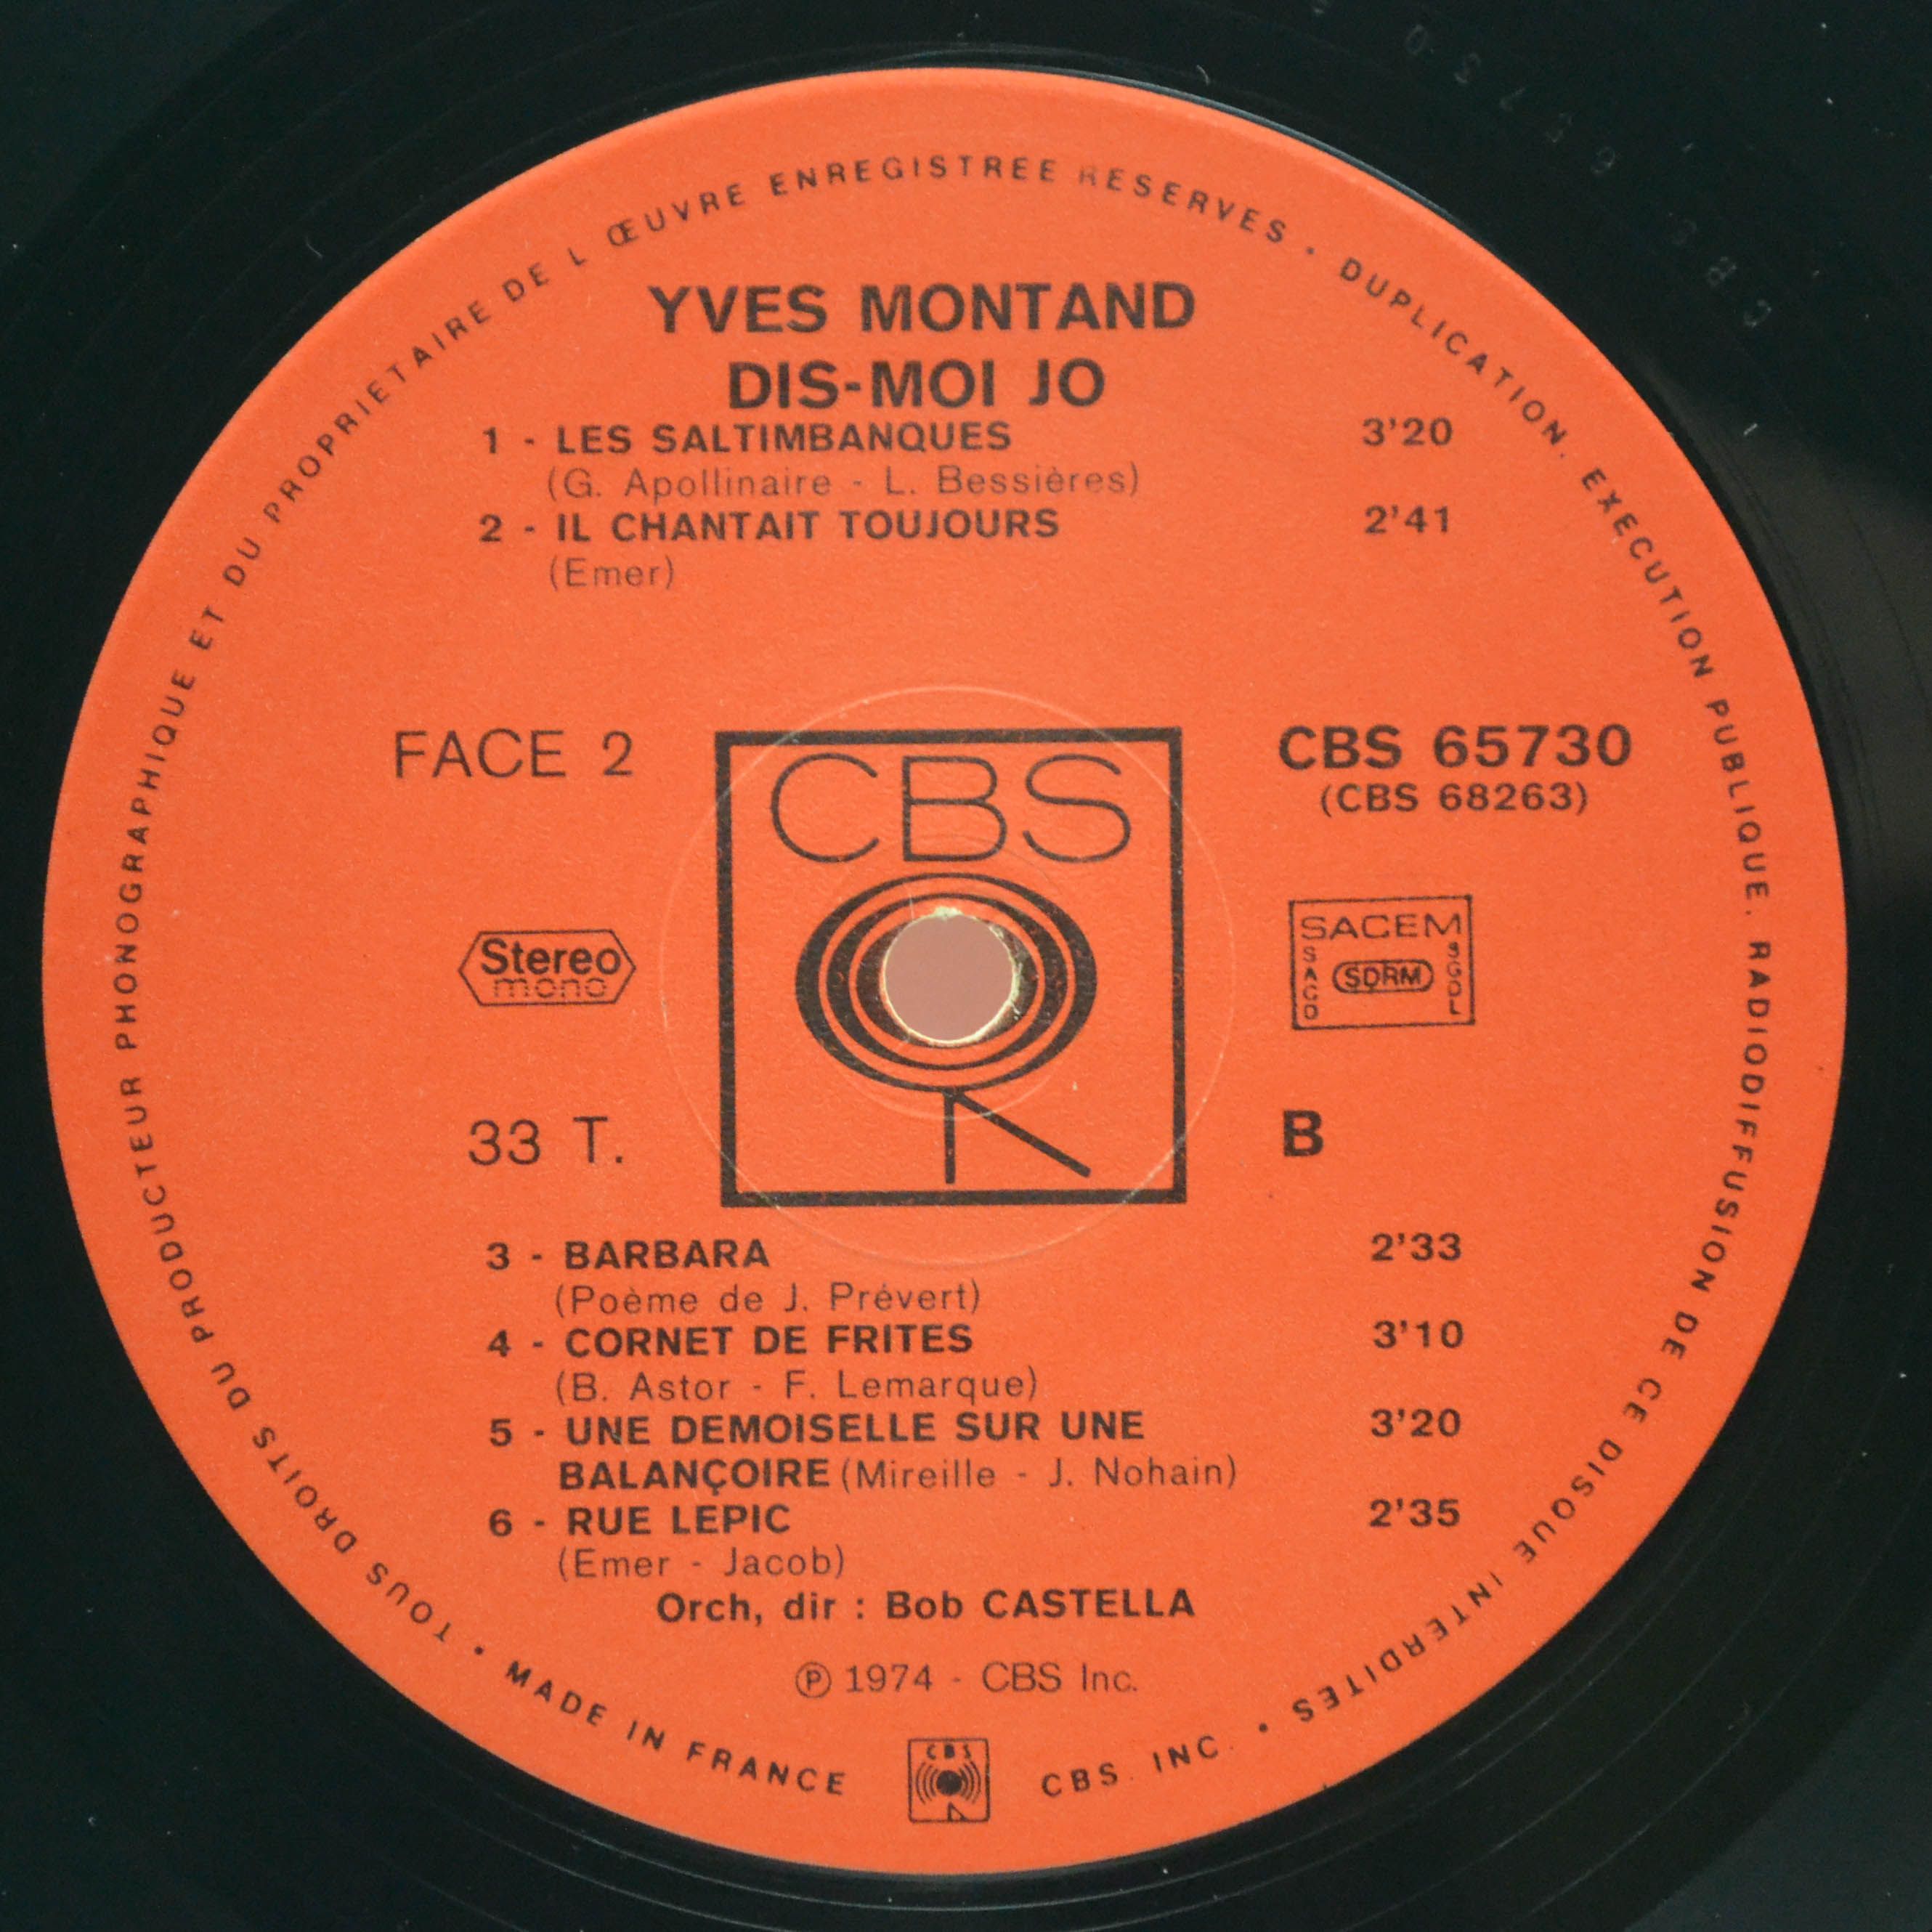 YVES MONTAND
DIS-MOI JO
1 - LES SALTIMBANQUES 3'20
(G. Apollinaire - L. Bessières)
2 - IL CHANTAIT TOUJOURS 2'41
(Emer)
FACE 2
CBS
CBS 65730
(CBS 68263)
Stereo
mono
SACEM
SACD
SDRM
SGDL
33 T.
B
3 - BARBARA 2'33
(Poème de J. Prévert)
4 - CORNET DE FRITES 3'10
(B. Astor - F. Lemarque)
5 - UNE DEMOISELLE SUR UNE 3'20
BALANÇOIRE (Mireille - J. Nohain)
6 - RUE LEPIC 2'35
(Emer - Jacob)
Orch, dir : Bob CASTELLA
℗ 1974 - CBS Inc.
CBS
TOUS DROITS DU PRODUCTEUR PHONOGRAPHIQUE ET DU PROPRIETAIRE DE L ŒUVRE ENREGISTREE RESERVES • DUPLICATION. EXECUTION PUBLIQUE. RADIODIFFUSION DE CE DISQUE INTERDITES • CBS. INC.
• MADE IN FRANCE